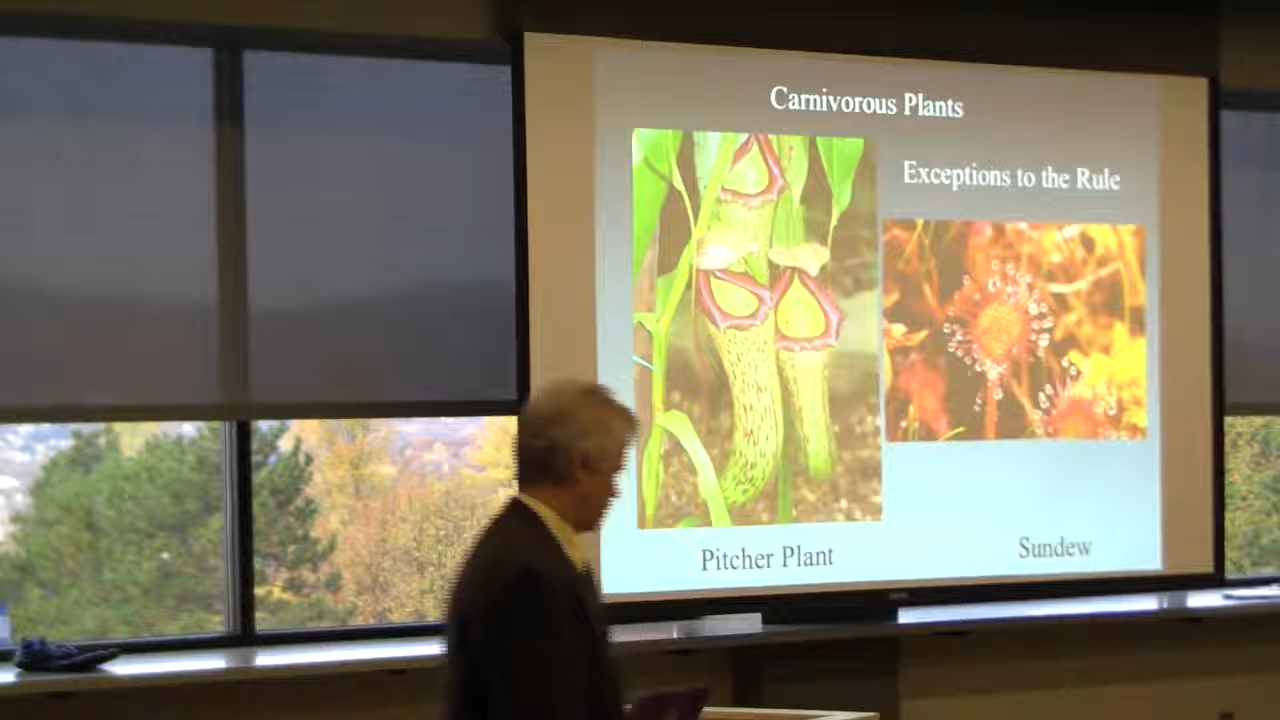 Carnivorous Plants
Exceptions to the Rule
Pitcher Plant
Sundew